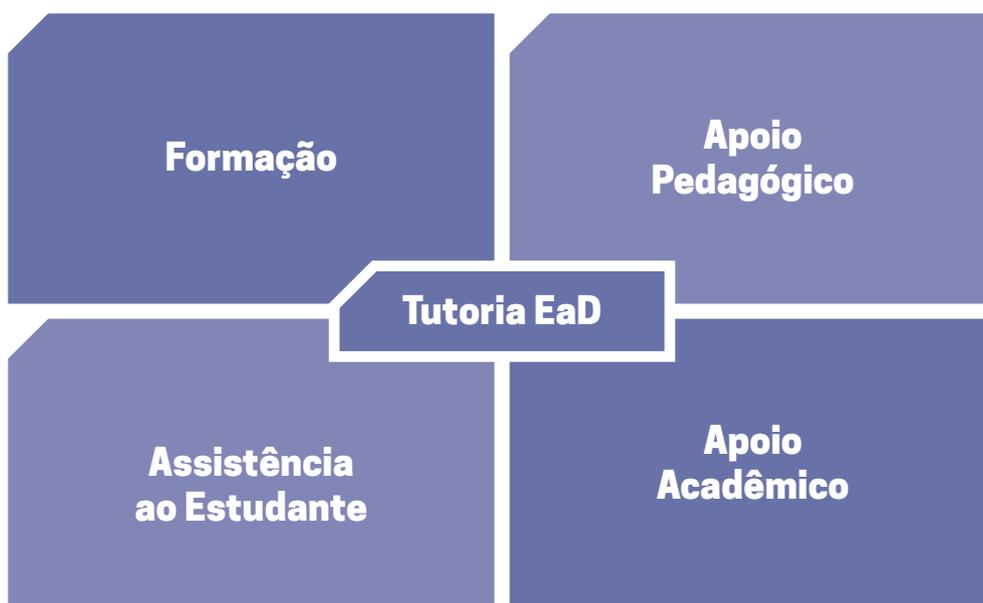 Formação
Apoio
Pedagógico
Tutoria EaD
Assistência
ao Estudante
Apoio
Acadêmico